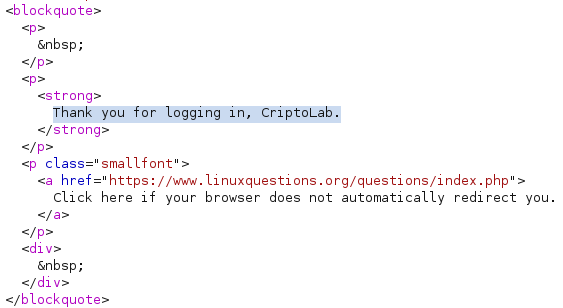 <blockquote>
<p>
&nbsp;
</p>
<p>
<strong>
Thank you for logging in, CriptoLab.
</strong>
</p>
<p class="smallfont">
<a href="https://www.linuxquestions.org/questions/index.php">
Click here if your browser does not automatically redirect you.
</a>
</p>
<div>
&nbsp;
</div>
</blockquote>